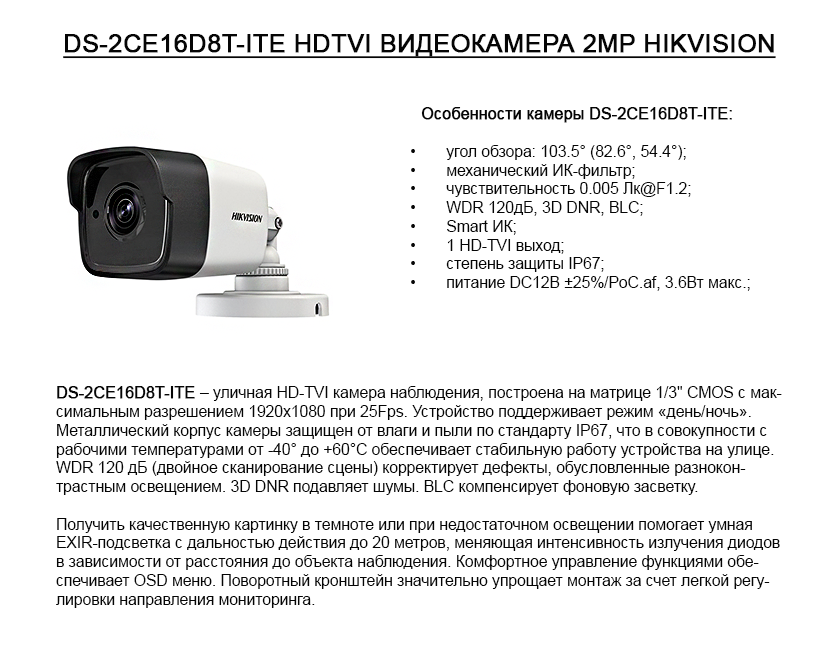 DS-2CE16D8T-ITE HDTVI ВИДЕОКАМЕРА 2MP HIKVISION
Особенности камеры DS-2CE16D8T-ITE:
• угол обзора: 103.5° (82.6°, 54.4°);
• механический ИК-фильтр;
• чувствительность 0.005 Лк@F1.2;
• WDR 120дБ, 3D DNR, BLC;
• Smart ИК;
• 1 HD-TVI выход;
• степень защиты IP67;
• питание DC12В ±25%/PoC.af, 3.6Вт макс.;
HIKVISION
DS-2CE16D8T-ITE – уличная HD-TVI камера наблюдения, построена на матрице 1/3" CMOS с мак-
симальным разрешением 1920x1080 при 25Fps. Устройство поддерживает режим «день/ночь».
Металлический корпус камеры защищен от влаги и пыли по стандарту IP67, что в совокупности с
рабочими температурами от -40° до +60°С обеспечивает стабильную работу устройства на улице.
WDR 120 дБ (двойное сканирование сцены) корректирует дефекты, обусловленные разнокон-
трастным освещением. 3D DNR подавляет шумы. BLC компенсирует фоновую засветку.
Получить качественную картинку в темноте или при недостаточном освещении помогает умная
EXIR-подсветка с дальностью действия до 20 метров, меняющая интенсивность излучения диодов
в зависимости от расстояния до объекта наблюдения. Комфортное управление функциями обе-
спечивает OSD меню. Поворотный кронштейн значительно упрощает монтаж за счет легкой регу-
лировки направления мониторинга.